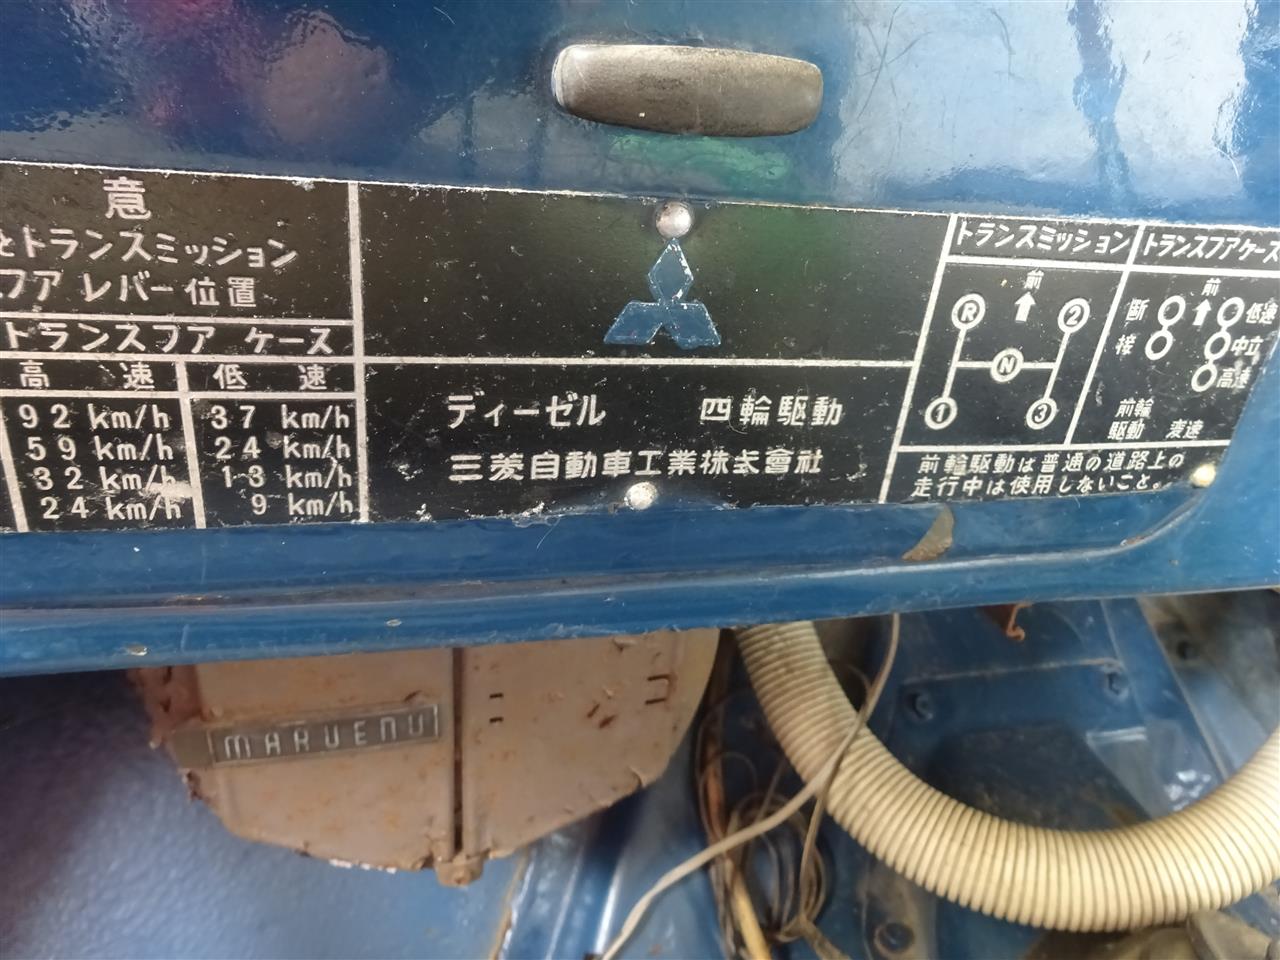 意
とトランスミッション
フア レバー位置
トランスフア ケース
高 速 低 速
92 km/h 37 km/h
59 km/h 24 km/h
32 km/h 13 km/h
24 km/h 9 km/h
ディーゼル 四輪駆動
三菱自動車工業株式會社
トランスミッション
前
R 2
N
1 3
トランスファケース
前
断 低速
接 中立
高速
前輪
駆動 変速
前輪駆動は普通の道路上の
走行中は使用しないこと。
MARUENU